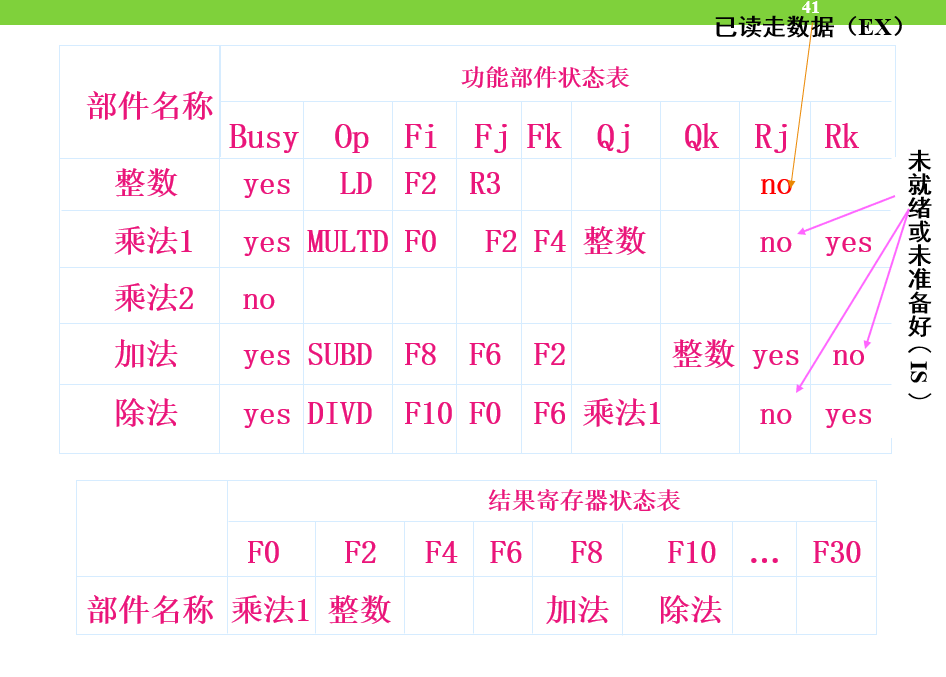 41
已读走数据（EX）
部件名称 功能部件状态表
Busy Op Fi Fj Fk Qj Qk Rj Rk
整数 yes LD F2 R3 no
乘法1 yes MULTD F0 F2 F4 整数 no yes
乘法2 no
加法 yes SUBD F8 F6 F2 整数 yes no
除法 yes DIVD F10 F0 F6 乘法1 no yes
未就绪或未准备好（IS）
结果寄存器状态表
F0 F2 F4 F6 F8 F10 … F30
部件名称 乘法1 整数 加法 除法